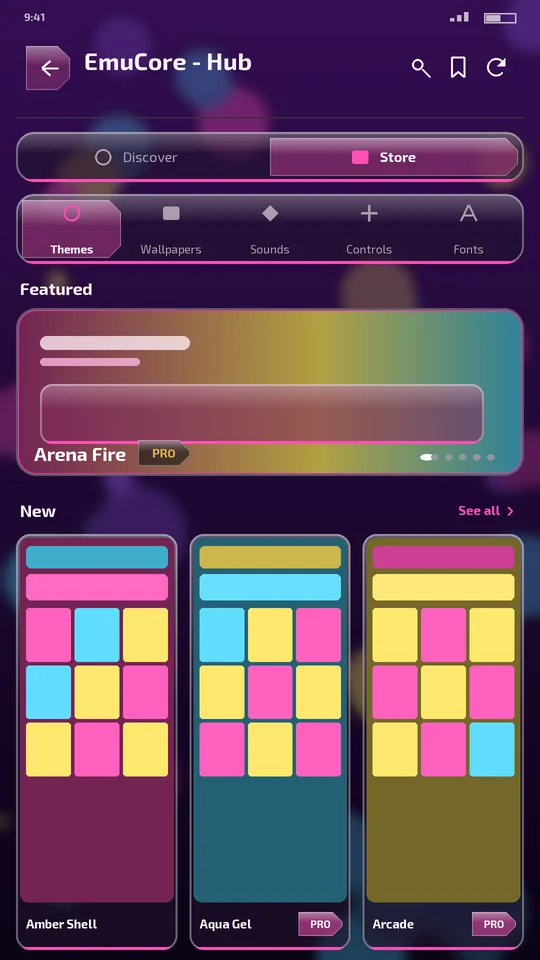 9:41
EmuCore - Hub
Discover
Store
Themes
Wallpapers
Sounds
Controls
Fonts
Featured
Arena Fire
PRO
New
See all
Amber Shell
Aqua Gel
PRO
Arcade
PRO